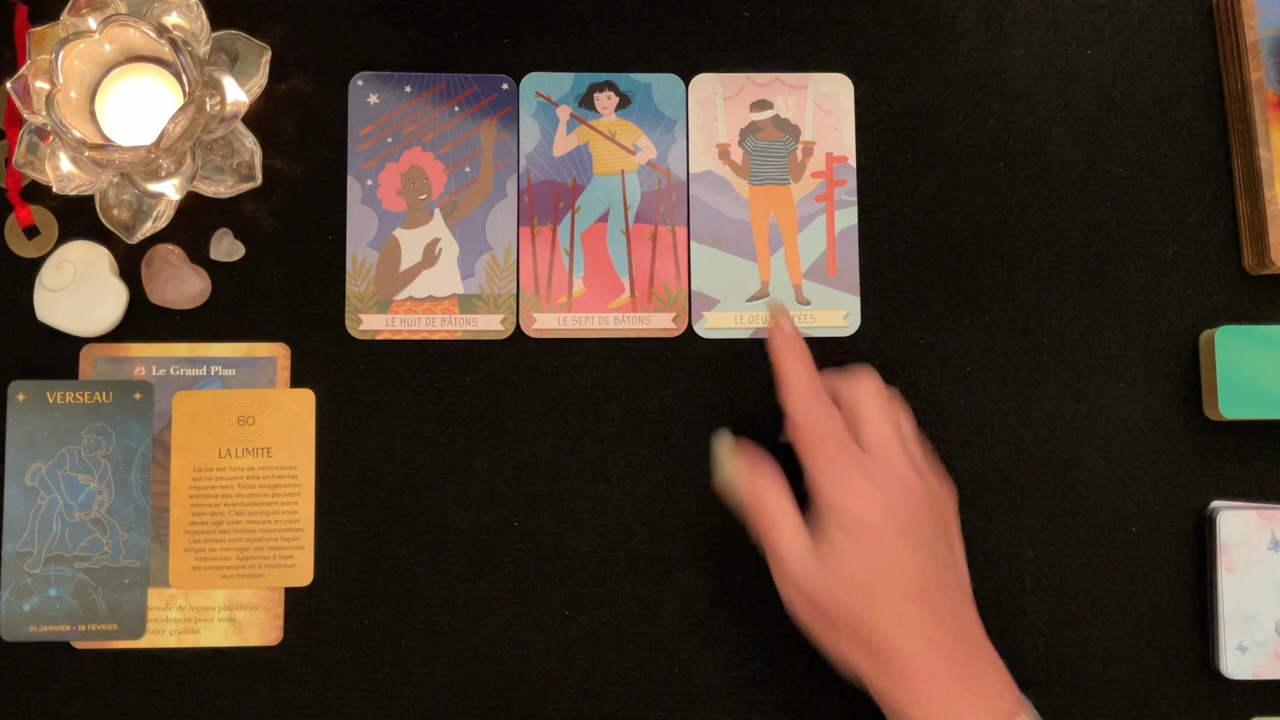 LE HUIT DE BÂTONS
LE SEPT DE BÂTONS
LE DEU
ÉES
23 Le Grand Plan
VERSEAU
21 JANVIER - 18 FÉVRIER
60
LA LIMITE
La vie est faite de restrictions
qui ne peuvent être enfreintes
impunément. Toute exagération
entraîne des situations pouvant
menacer éventuellement votre
bien-être. C'est pourquoi vous
devez agir avec mesure en vous
imposant des limites raisonnables.
Ces limites sont aussi une façon
simple de ménager vos ressources
intérieures. Apprenez à bien
les comprendre et à maîtriser
leur fonction.
semée de leçons planifiées
incidences pour vous
faire grandir.